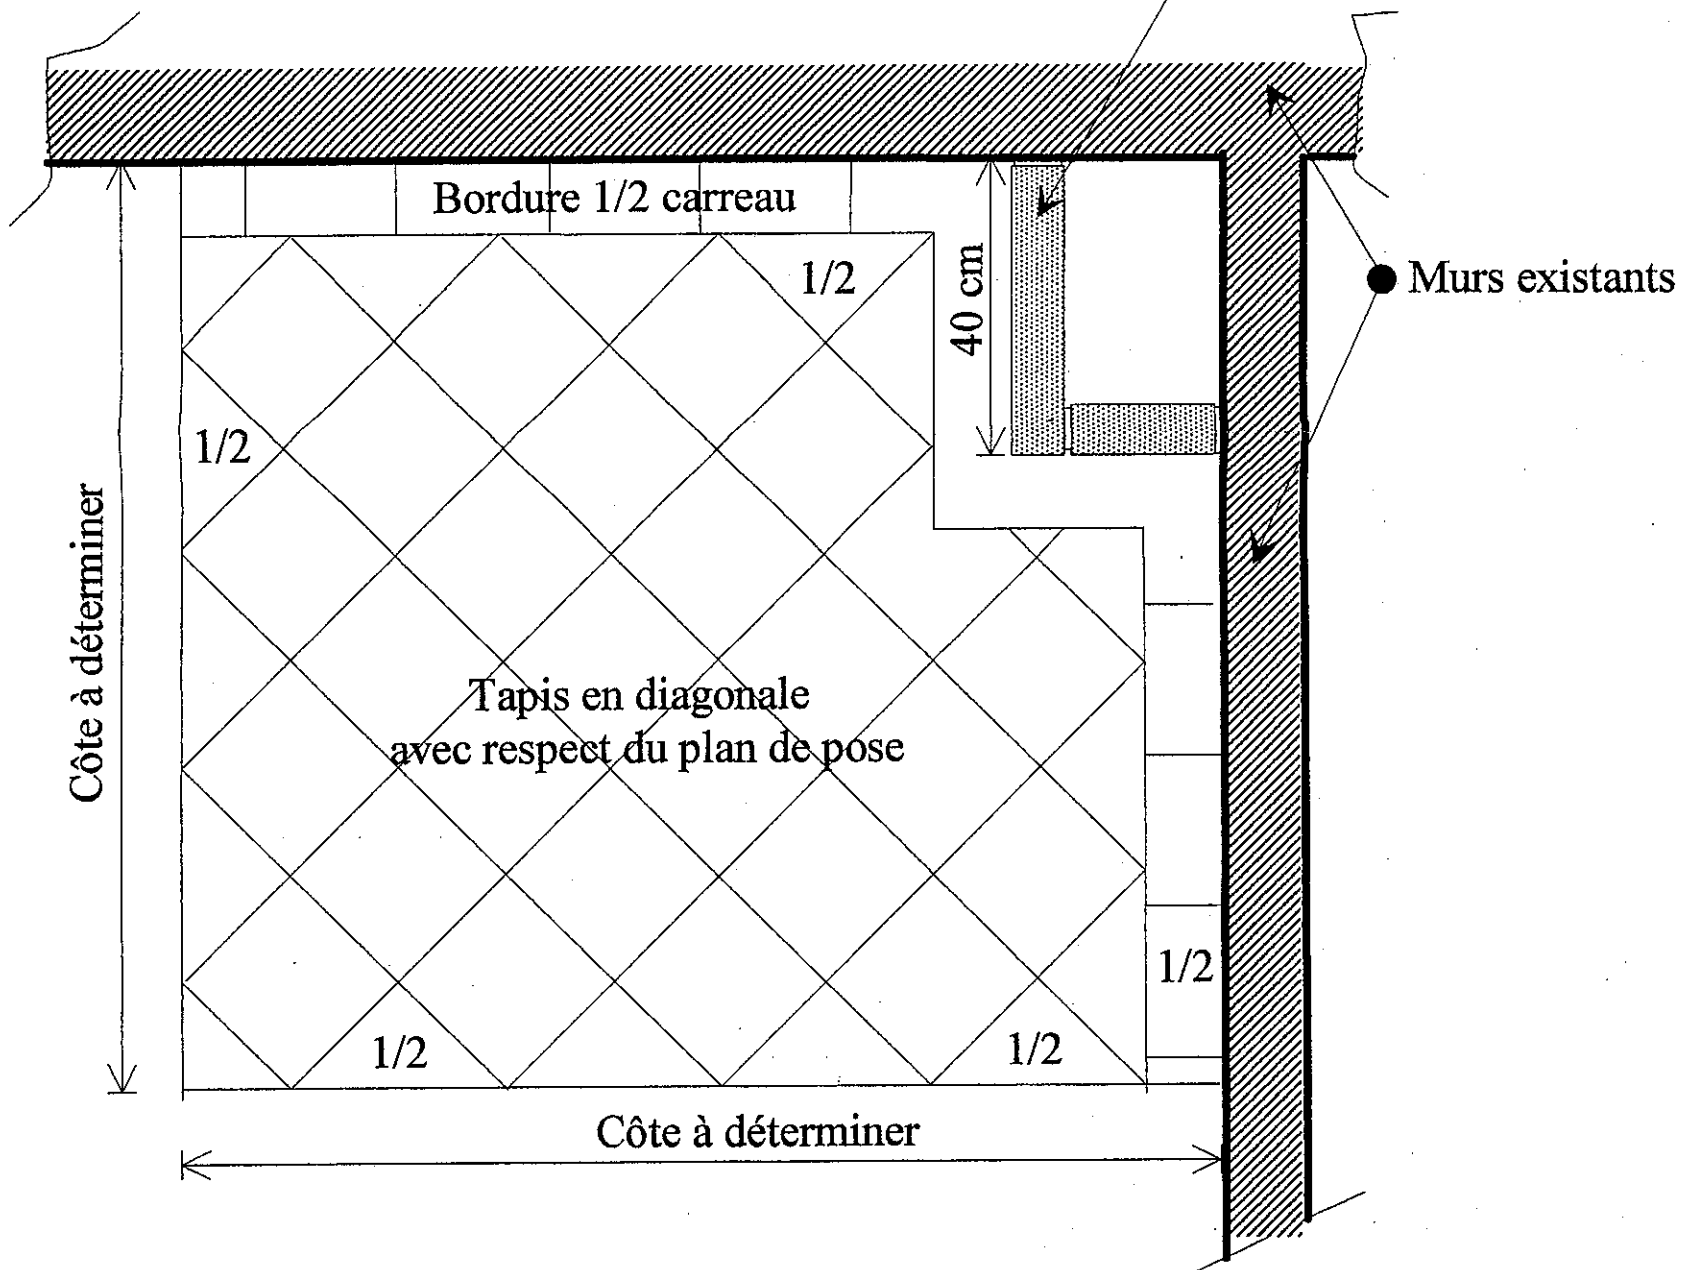 Bordure 1/2 carreau
1/2
40 cm
Murs existants
1/2
Côte à déterminer
Tapis en diagonale
avec respect du plan de pose
1/2
1/2
1/2
Côte à déterminer